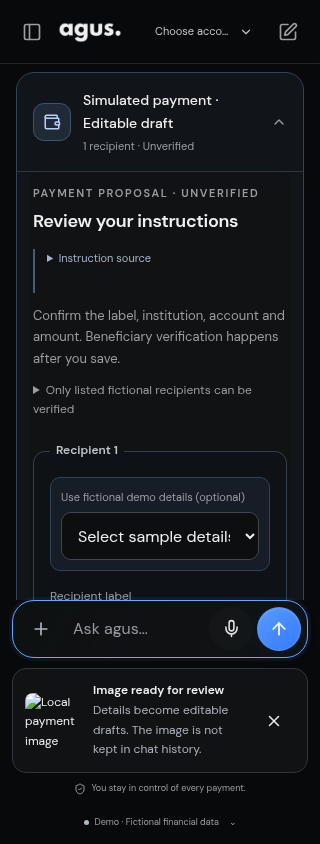 agus.
Choose acco...
Simulated payment ·
Editable draft
1 recipient · Unverified
PAYMENT PROPOSAL · UNVERIFIED
Review your instructions
Instruction source
Confirm the label, institution, account and
amount. Beneficiary verification happens
after you save.
Only listed fictional recipients can be
verified
Recipient 1
Use fictional demo details (optional)
Select sample details
Recipient label
Ask agus...
Local
payment
image
Image ready for review
Details become editable
drafts. The image is not
kept in chat history.
You stay in control of every payment.
Demo · Fictional financial data